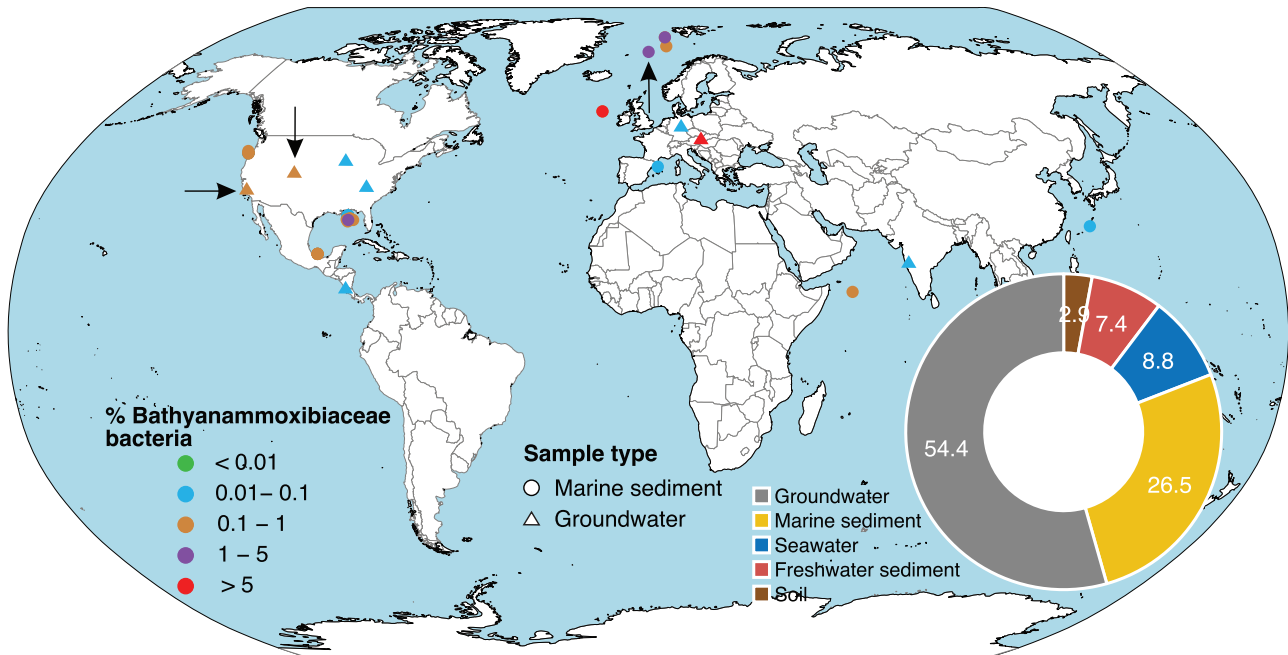 % Bathyanammoxibiaceae
bacteria
< 0.01
0.01– 0.1
0.1 – 1
1 – 5
> 5
Sample type
Marine sediment
Groundwater
Groundwater
Marine sediment
Seawater
Freshwater sediment
Soil
2.9
7.4
8.8
26.5
54.4